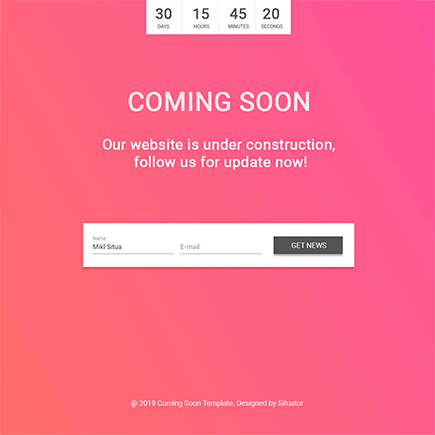 30 15 45 20
DAYS HOURS MINUTES SECONDS
COMING SOON
Our website is under construction,
follow us for update now!
Name
Mikl Situa E-mail GET NEWS
@ 2019 Coming Soon Template. Designed by Situator